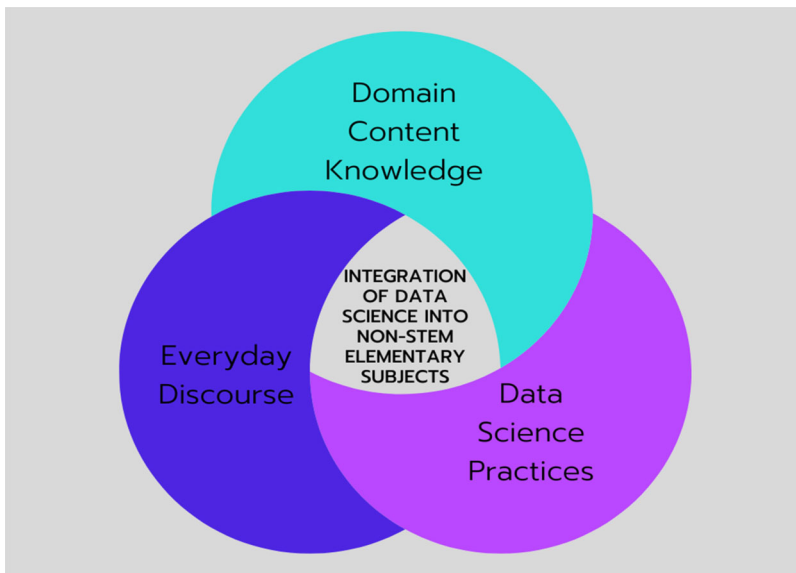 Domain
Content
Knowledge
INTEGRATION
OF DATA
SCIENCE INTO
NON-STEM
ELEMENTARY
SUBJECTS
Everyday
Discourse
Data
Science
Practices